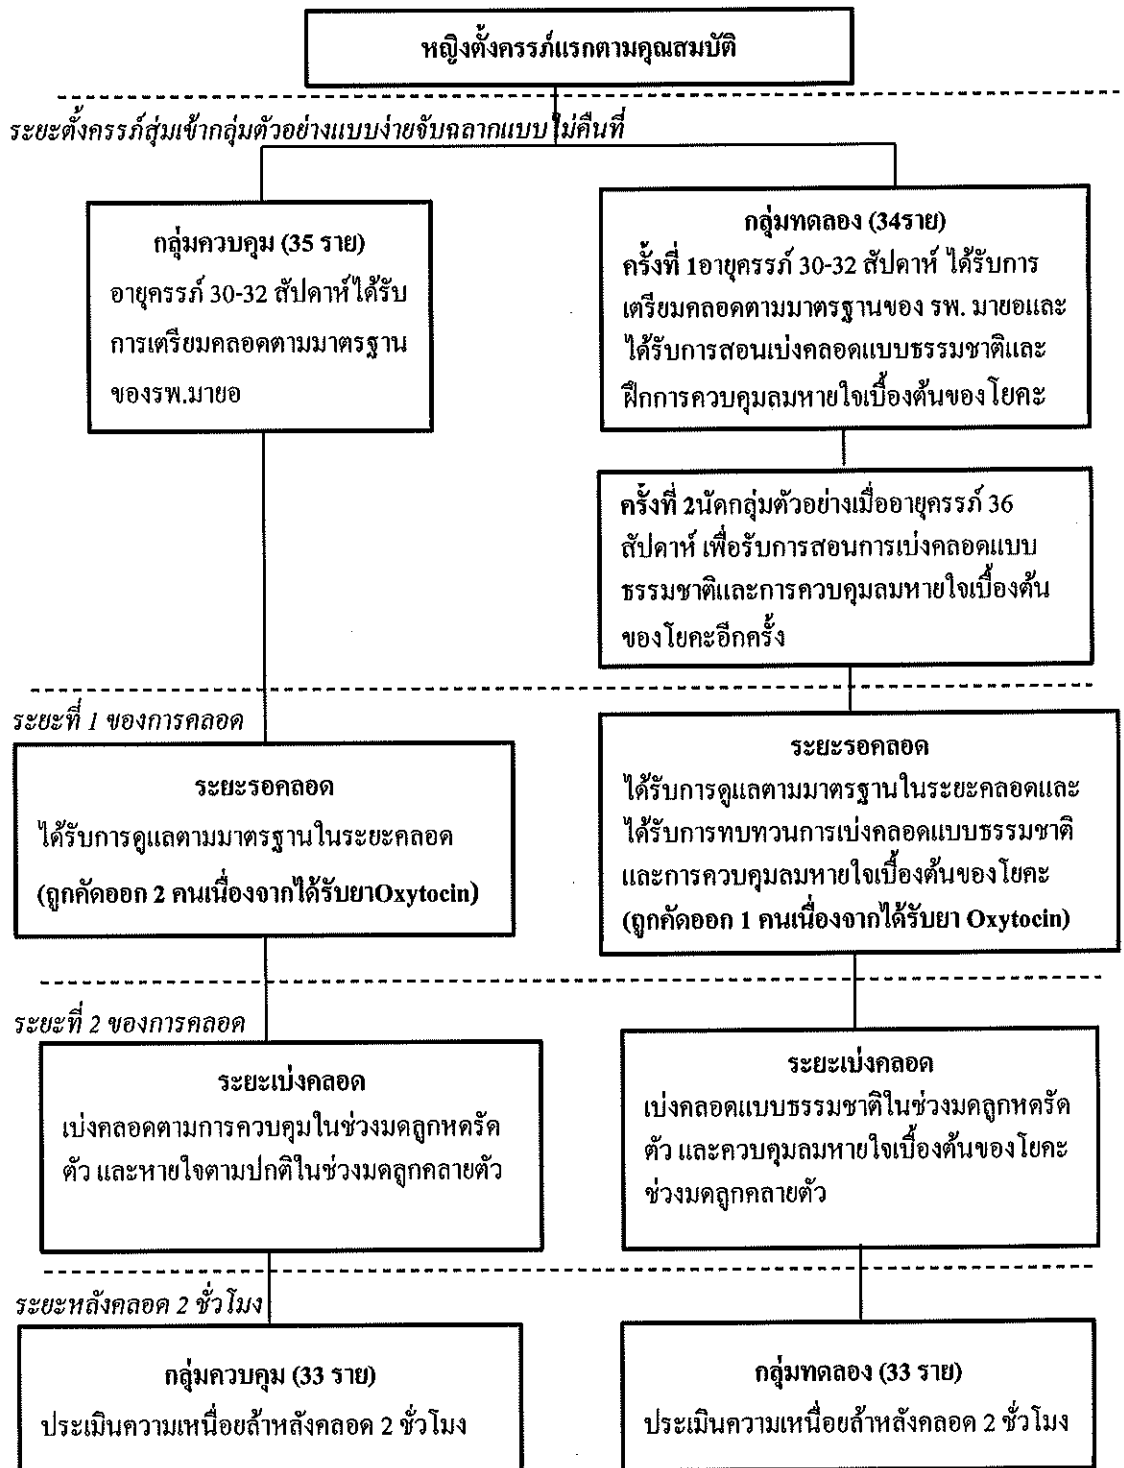 หญิงตั้งครรภ์แรกตามคุณสมบัติ
ระยะตั้งครรภ์สุ่มเข้ากลุ่มตัวอย่างแบบง่ายจับฉลากแบบไม่คืนที่
กลุ่มควบคุม (35 ราย)
อายุครรภ์ 30-32 สัปดาห์ได้รับ
การเตรียมคลอดตามมาตรฐาน
ของรพ.มายอ
กลุ่มทดลอง (34ราย)
ครั้งที่ 1อายุครรภ์ 30-32 สัปดาห์ ได้รับการ
เตรียมคลอดตามมาตรฐานของ รพ. มายอและ
ได้รับการสอนเบ่งคลอดแบบธรรมชาติและ
ฝึกการควบคุมลมหายใจเบื้องต้นของโยคะ
ครั้งที่ 2นัดกลุ่มตัวอย่างเมื่ออายุครรภ์ 36
สัปดาห์ เพื่อรับการสอนการเบ่งคลอดแบบ
ธรรมชาติและการควบคุมลมหายใจเบื้องต้น
ของโยคะอีกครั้ง
ระยะที่ 1 ของการคลอด
ระยะรอคลอด
ได้รับการดูแลตามมาตรฐานในระยะคลอด
(ถูกคัดออก 2 คนเนื่องจากได้รับยาOxytocin)
ระยะรอคลอด
ได้รับการดูแลตามมาตรฐานในระยะคลอดและ
ได้รับการทบทวนการเบ่งคลอดแบบธรรมชาติ
และการควบคุมลมหายใจเบื้องต้นของโยคะ
(ถูกคัดออก 1 คนเนื่องจากได้รับยา Oxytocin)
ระยะที่ 2 ของการคลอด
ระยะเบ่งคลอด
เบ่งคลอดตามการควบคุมในช่วงมดลูกหดรัด
ตัว และหายใจตามปกติในช่วงมดลูกคลายตัว
ระยะเบ่งคลอด
เบ่งคลอดแบบธรรมชาติในช่วงมดลูกหดรัด
ตัว และควบคุมลมหายใจเบื้องต้นของโยคะ
ช่วงมดลูกคลายตัว
ระยะหลังคลอด 2 ชั่วโมง
กลุ่มควบคุม (33 ราย)
ประเมินความเหนื่อยล้าหลังคลอด 2 ชั่วโมง
กลุ่มทดลอง (33 ราย)
ประเมินความเหนื่อยล้าหลังคลอด 2 ชั่วโมง